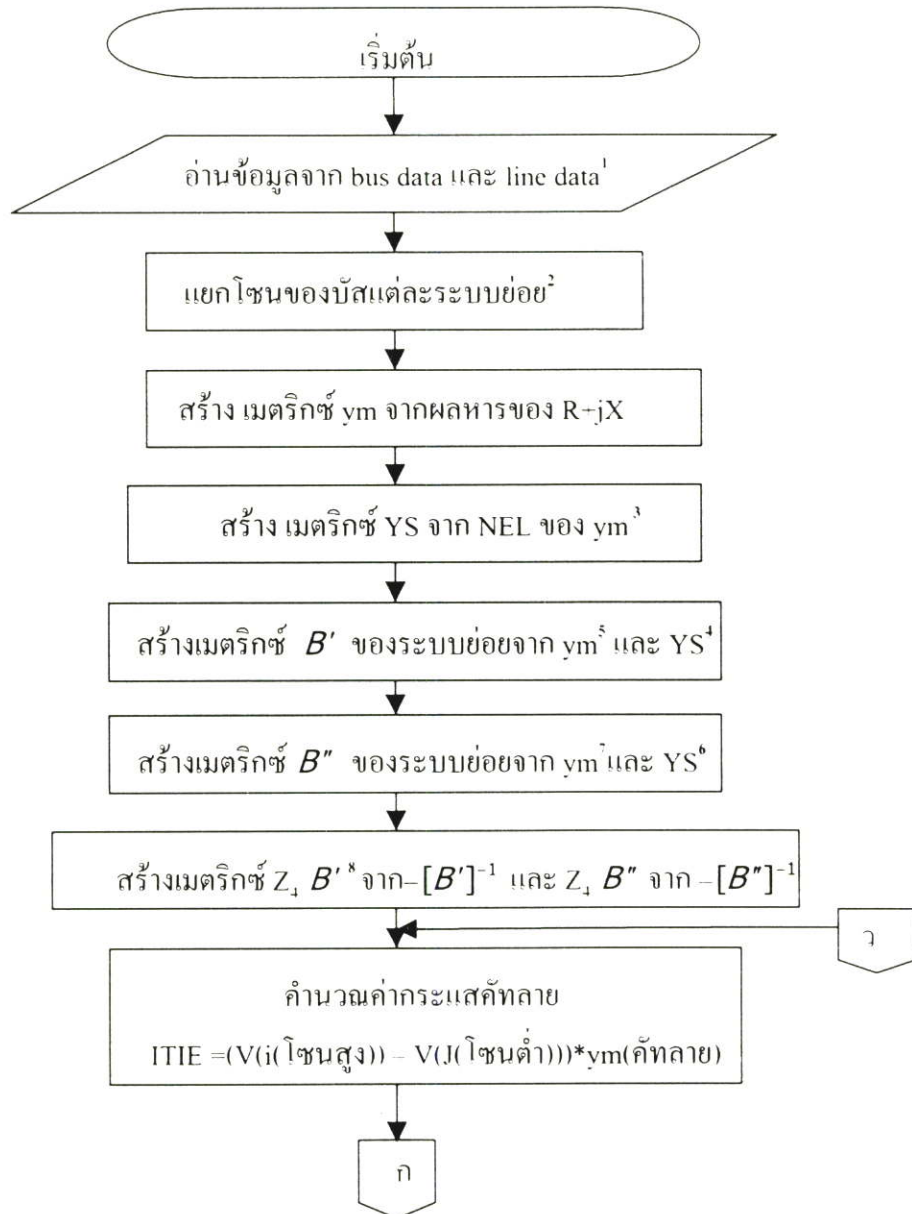 เริ่มต้น
อ่านข้อมูลจาก bus data และ line data¹
แยกโซนของบัสแต่ละระบบย่อย²
สร้าง เมตริกซ์ ym จากผลหารของ R+jX
สร้าง เมตริกซ์ YS จาก NEL ของ ym³
สร้างเมตริกซ์ B' ของระบบย่อยจาก ym⁵ และ YS⁴
สร้างเมตริกซ์ B" ของระบบย่อยจาก ym⁷และ YS⁶
สร้างเมตริกซ์ Z₄ B' ⁸ จาก–[B']⁻¹ และ Z₄ B" จาก –[B"]⁻¹
ว
คำนวณค่ากระแสคัทลาย
ITIE =(V(i(โซนสูง)) – V(J(โซนต่ำ)))*ym(คัทลาย)
ก